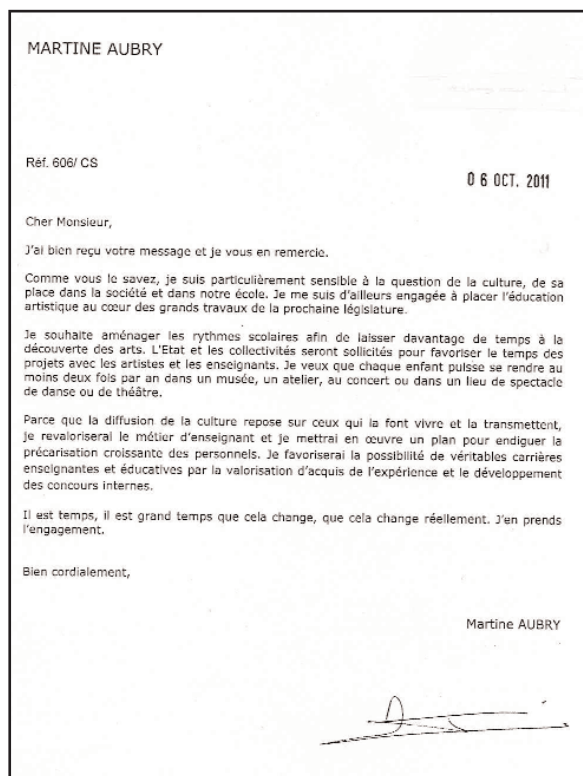 MARTINE AUBRY
Réf. 606/ CS
0 6 OCT. 2011
Cher Monsieur,
J'ai bien reçu votre message et je vous en remercie.
Comme vous le savez, je suis particulièrement sensible à la question de la culture, de sa
place dans la société et dans notre école. Je me suis d'ailleurs engagée à placer l'éducation
artistique au cœur des grands travaux de la prochaine législature.
Je souhaite aménager les rythmes scolaires afin de laisser davantage de temps à la
découverte des arts. L'Etat et les collectivités seront sollicités pour favoriser le temps des
projets avec les artistes et les enseignants. Je veux que chaque enfant puisse se rendre au
moins deux fois par an dans un musée, un atelier, au concert ou dans un lieu de spectacle
de danse ou de théâtre.
Parce que la diffusion de la culture repose sur ceux qui la font vivre et la transmettent,
je revaloriserai le métier d'enseignant et je mettrai en œuvre un plan pour endiguer la
précarisation croissante des personnels. Je favoriserai la possibilité de véritables carrières
enseignantes et éducatives par la valorisation d'acquis de l'expérience et le développement
des concours internes.
Il est temps, il est grand temps que cela change, que cela change réellement. J'en prends
l'engagement.
Bien cordialement,
Martine AUBRY